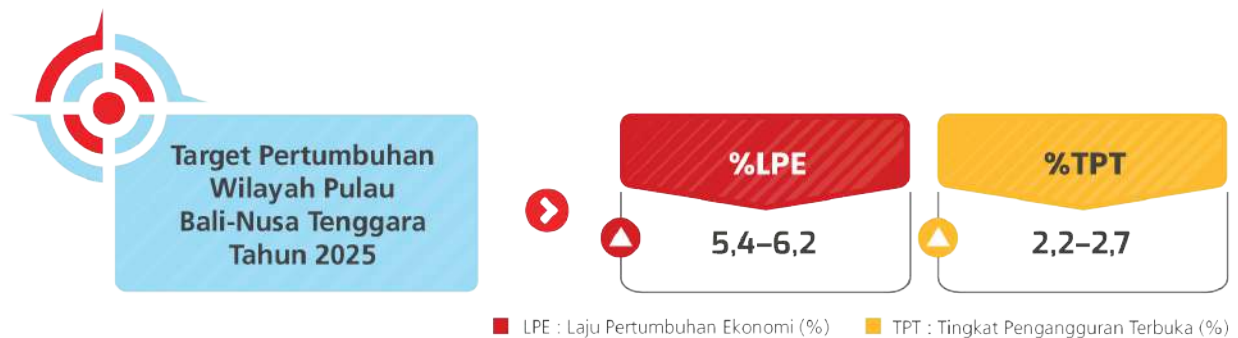 Target Pertumbuhan
Wilayah Pulau
Bali-Nusa Tenggara
Tahun 2025
%LPE
5,4–6,2
%TPT
2,2–2,7
LPE : Laju Pertumbuhan Ekonomi (%)
TPT : Tingkat Pengangguran Terbuka (%)